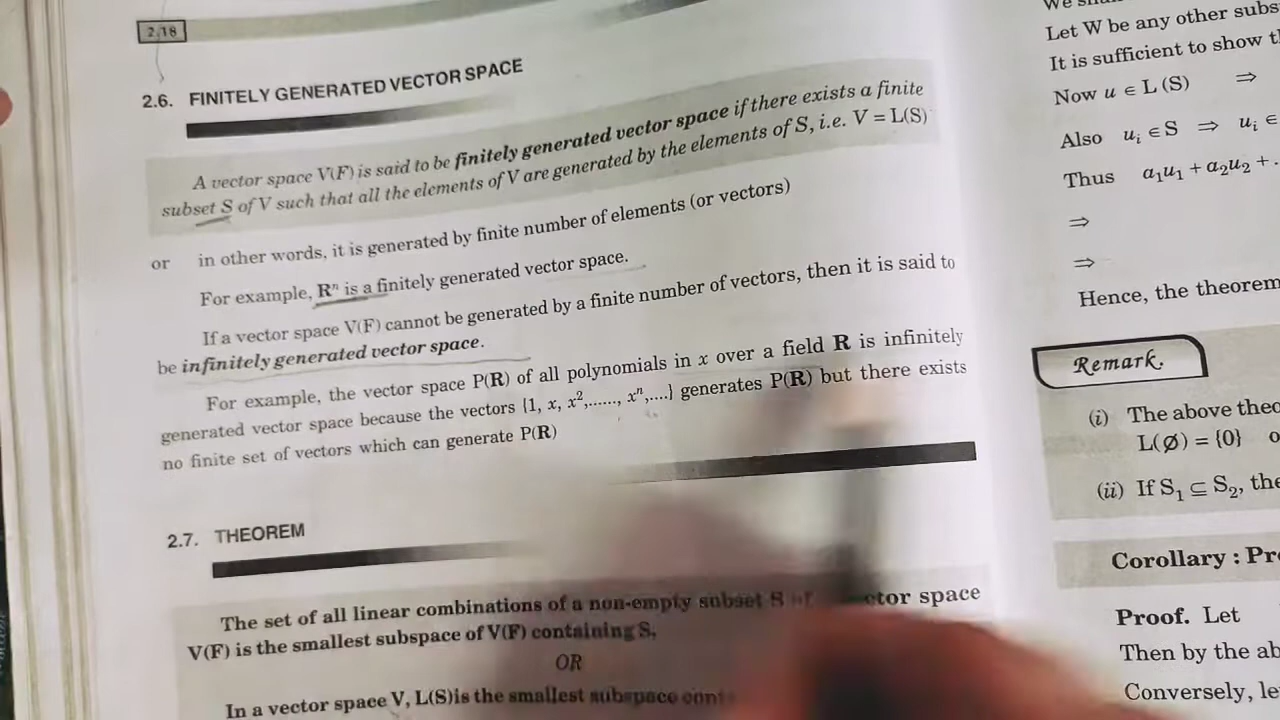 2.18
2.6. FINITELY GENERATED VECTOR SPACE
A vector space V(F) is said to be finitely generated vector space if there exists a finite
subset S of V such that all the elements of V are generated by the elements of S, i.e. V = L(S)
or in other words, it is generated by finite number of elements (or vectors)
For example, Rⁿ is a finitely generated vector space.
If a vector space V(F) cannot be generated by a finite number of vectors, then it is said to
be infinitely generated vector space.
For example, the vector space P(R) of all polynomials in x over a field R is infinitely
generated vector space because the vectors {1, x, x²,......, xⁿ,....} generates P(R) but there exists
no finite set of vectors which can generate P(R)
2.7. THEOREM
The set of all linear combinations of a non-empty subset S of vector space
V(F) is the smallest subspace of V(F) containing S,
OR
In a vector space V, L(S)is the smallest subspace
Let W be any other subs
It is sufficient to show t
Now u ∈ L (S) ⇒
Also uᵢ ∈ S ⇒ uᵢ ∈
Thus a₁u₁ + a₂u₂ + .
⇒
⇒
Hence, the theorem
Remark.
(i) The above theo
L(Ø) = {0} o
(ii) If S₁ ⊆ S₂, the
Corollary : Pr
Proof. Let
Then by the ab
Conversely, le